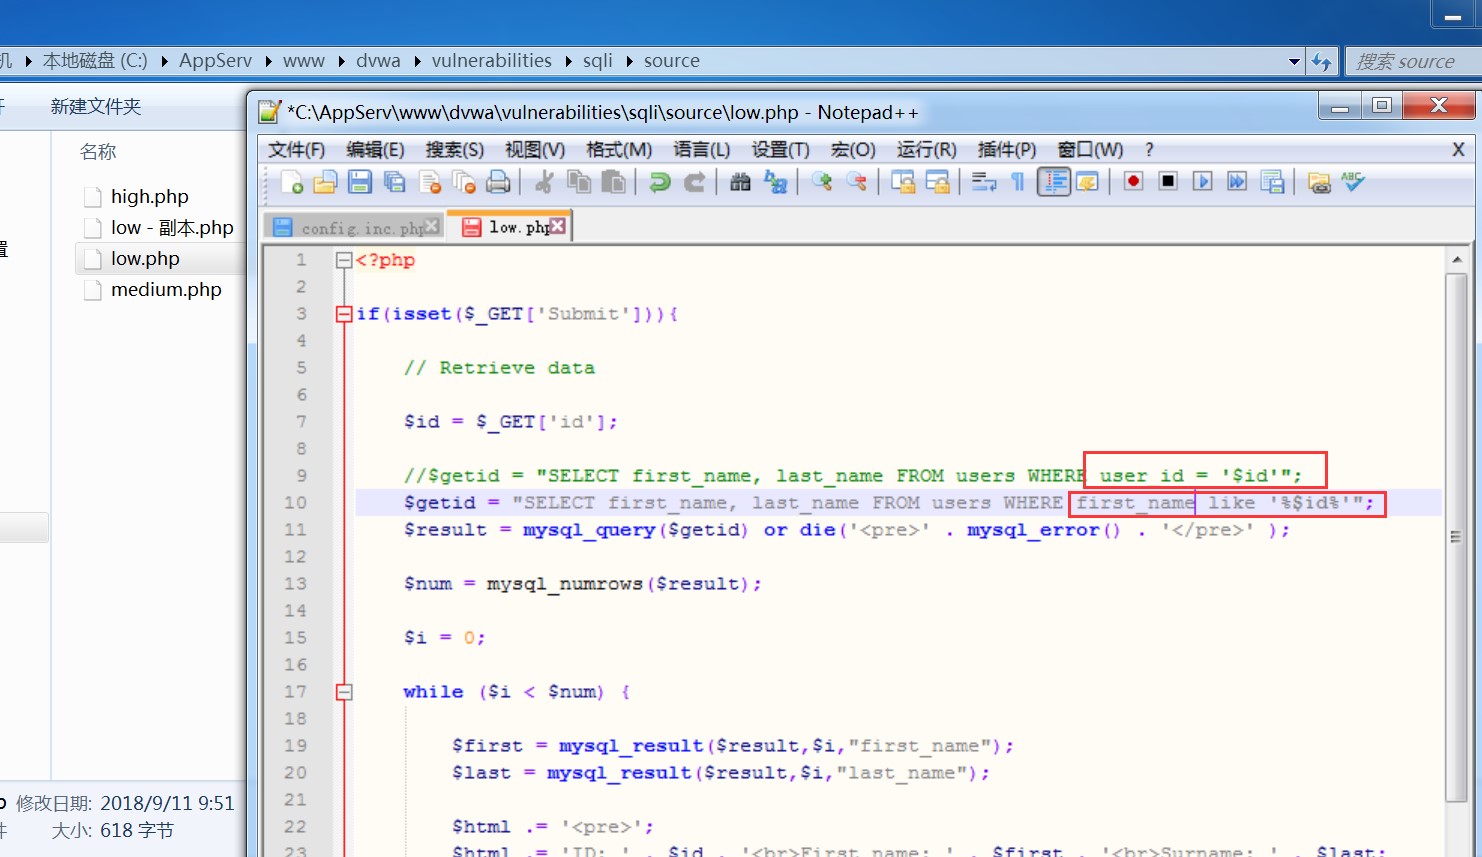 机 ▸ 本地磁盘 (C:) ▸ AppServ ▸ www ▸ dvwa ▸ vulnerabilities ▸ sqli ▸ source
搜索 source
新建文件夹
名称
high.php
low - 副本.php
low.php
medium.php
置
修改日期: 2018/9/11 9:51
大小: 618 字节
*C:\AppServ\www\dvwa\vulnerabilities\sqli\source\low.php - Notepad++
文件(F) 编辑(E) 搜索(S) 视图(V) 格式(M) 语言(L) 设置(T) 宏(O) 运行(R) 插件(P) 窗口(W) ? X
config.inc.php low.php
1 <?php
2
3 if(isset($_GET['Submit'])){
4
5 // Retrieve data
6
7 $id = $_GET['id'];
8
9 //$getid = "SELECT first_name, last_name FROM users WHERE user_id = '$id'";
10 $getid = "SELECT first_name, last_name FROM users WHERE first_name like '%$id%'";
11 $result = mysql_query($getid) or die('<pre>' . mysql_error() . '</pre>' );
12
13 $num = mysql_numrows($result);
14
15 $i = 0;
16
17 while ($i < $num) {
18
19 $first = mysql_result($result,$i,"first_name");
20 $last = mysql_result($result,$i,"last_name");
21
22 $html .= '<pre>';
23 $html .= 'ID: ' . $id . '<br>First name: ' . $first . '<br>Surname: ' . $last;